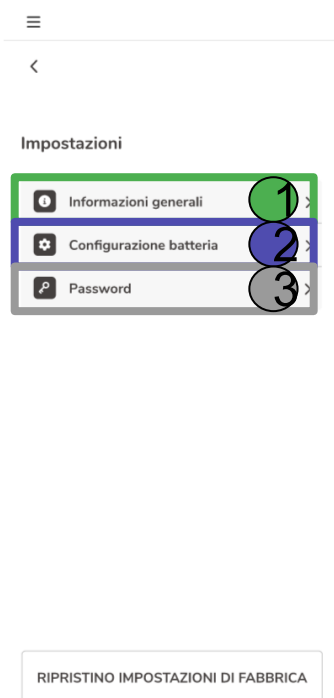 Impostazioni
Informazioni generali 1
Configurazione batteria 2
Password 3
RIPRISTINO IMPOSTAZIONI DI FABBRICA